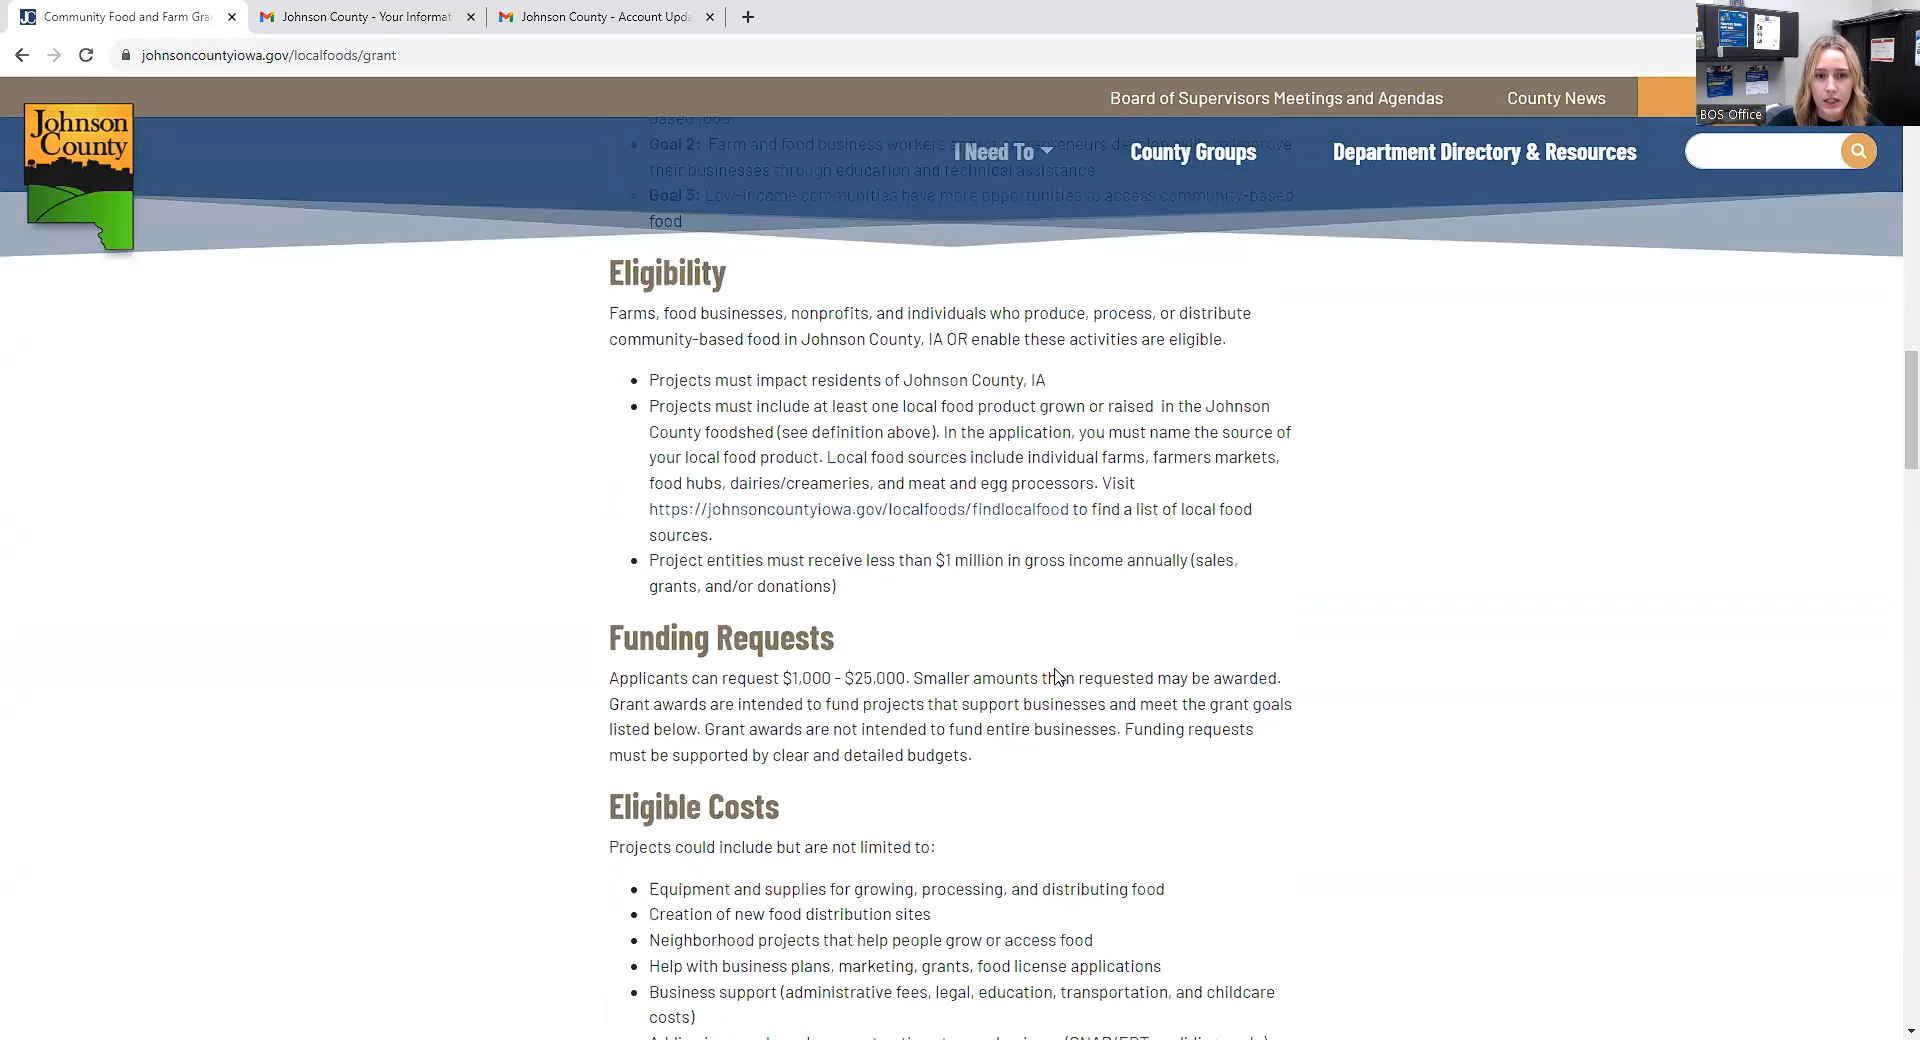 Community Food and Farm Gra
Johnson County - Your Informat
Johnson County - Account Upda
johnsoncountyiowa.gov/localfoods/grant
BOS Office
Board of Supervisors Meetings and Agendas
County News
Johnson
County
I Need To
County Groups
Department Directory & Resources
based food
Goal 2: Farm and food business workers
their businesses through education and technical assistance
Goal 3: Low-income communities have more opportunities to access community-based
food
Eligibility
Farms, food businesses, nonprofits, and individuals who produce, process, or distribute
community-based food in Johnson County, IA OR enable these activities are eligible.
• Projects must impact residents of Johnson County, IA
• Projects must include at least one local food product grown or raised in the Johnson
County foodshed (see definition above). In the application, you must name the source of
your local food product. Local food sources include individual farms, farmers markets,
food hubs, dairies/creameries, and meat and egg processors. Visit
https://johnsoncountyiowa.gov/localfoods/findlocalfood to find a list of local food
sources.
• Project entities must receive less than $1 million in gross income annually (sales,
grants, and/or donations)
Funding Requests
Applicants can request $1,000 - $25,000. Smaller amounts than requested may be awarded.
Grant awards are intended to fund projects that support businesses and meet the grant goals
listed below. Grant awards are not intended to fund entire businesses. Funding requests
must be supported by clear and detailed budgets.
Eligible Costs
Projects could include but are not limited to:
• Equipment and supplies for growing, processing, and distributing food
• Creation of new food distribution sites
• Neighborhood projects that help people grow or access food
• Help with business plans, marketing, grants, food license applications
• Business support (administrative fees, legal, education, transportation, and childcare
costs)